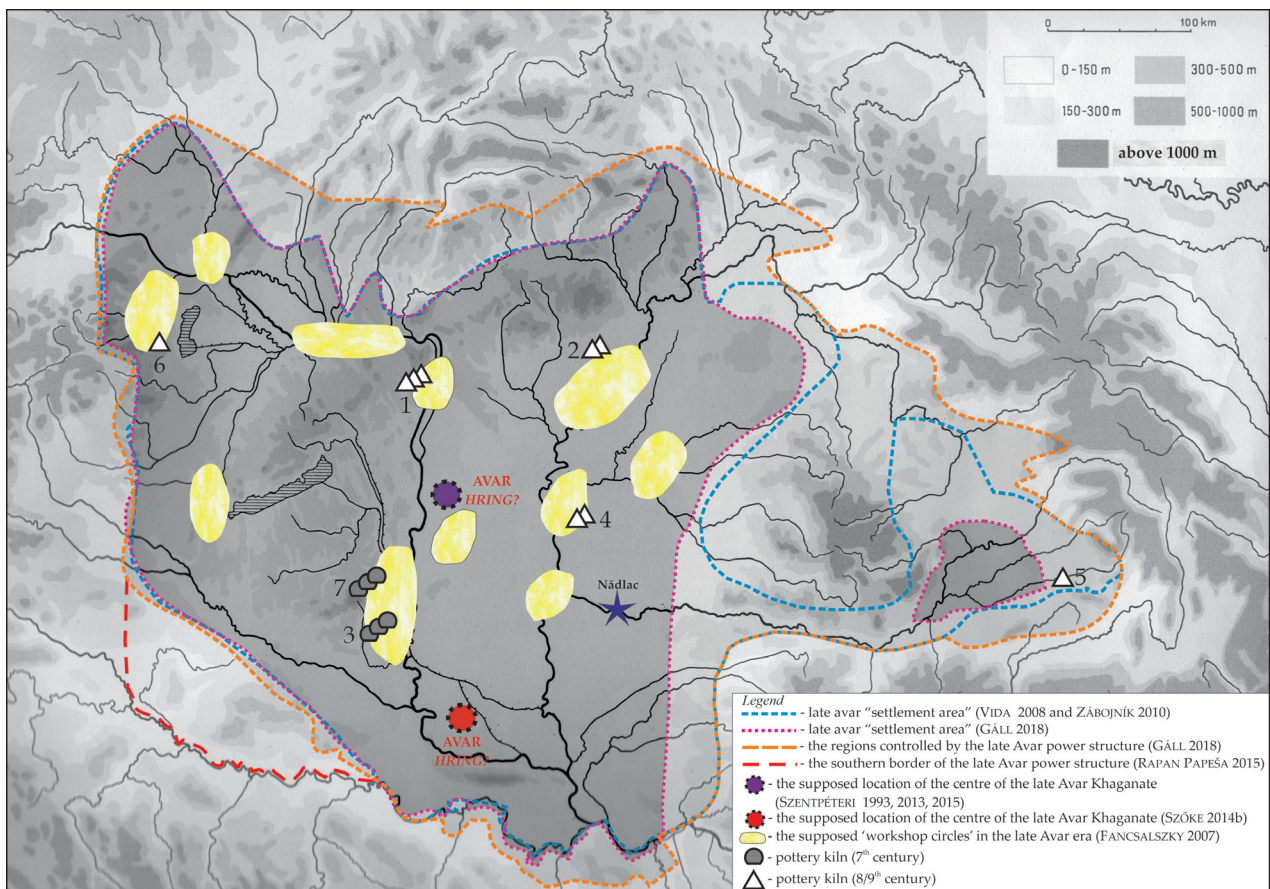 0 100 km
0-150 m 300-500 m
150-300 m 500-1000 m
above 1000 m
6
2
1
AVAR
HRING?
4
Nădlac
5
7
3
AVAR
HRING?
Legend
- late avar “settlement area” (VIDA 2008 and ZÁBOJNÍK 2010)
- late avar “settlement area” (GÁLL 2018)
- the regions controlled by the late Avar power structure (GÁLL 2018)
- the southern border of the late Avar power structure (RAPAN PAPEŠA 2015)
- the supposed location of the centre of the late Avar Khaganate
(SZENTPÉTERI 1993, 2013, 2015)
- the supposed location of the centre of the late Avar Khaganate (SZŐKE 2014b)
- the supposed ‘workshop circles’ in the late Avar era (FANCSALSZKY 2007)
- pottery kiln (7th century)
- pottery kiln (8/9th century)